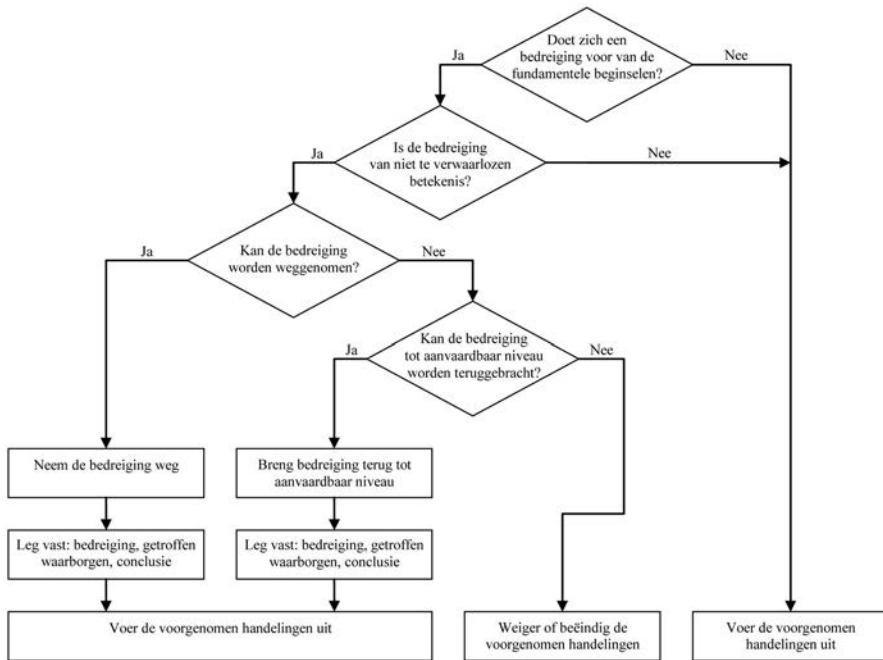 Doet zich een
bedreiging voor van de
fundamentele beginselen?
Ja
Nee
Is de bedreiging
van niet te verwaarlozen
betekenis?
Ja
Nee
Kan de bedreiging
worden weggenomen?
Ja
Nee
Kan de bedreiging
tot aanvaardbar niveau
worden teruggebracht?
Ja
Nee
Neem de bedreiging weg
Breng bedreiging terug tot
aanvaardbar niveau
Leg vast: bedreiging, getroffen
waarborgen, conclusie
Leg vast: bedreiging, getroffen
waarborgen, conclusie
Voer de voorgenomen handelingen uit
Weiger of beëindig de
voorgenomen handelingen
Voer de voorgenomen
handelingen uit